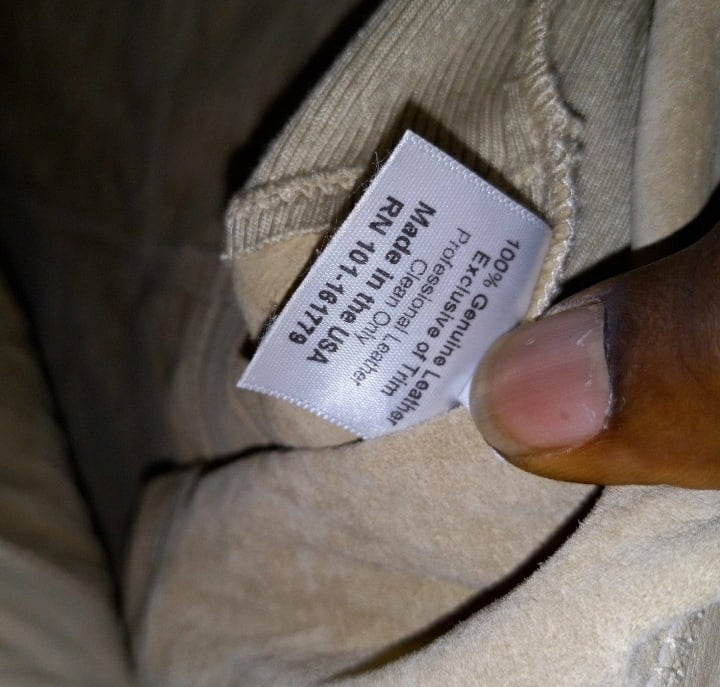 100% Genuine Leather
Exclusive of Trim
Professional Leather
Clean Only
Made in the USA
RN 101-161779